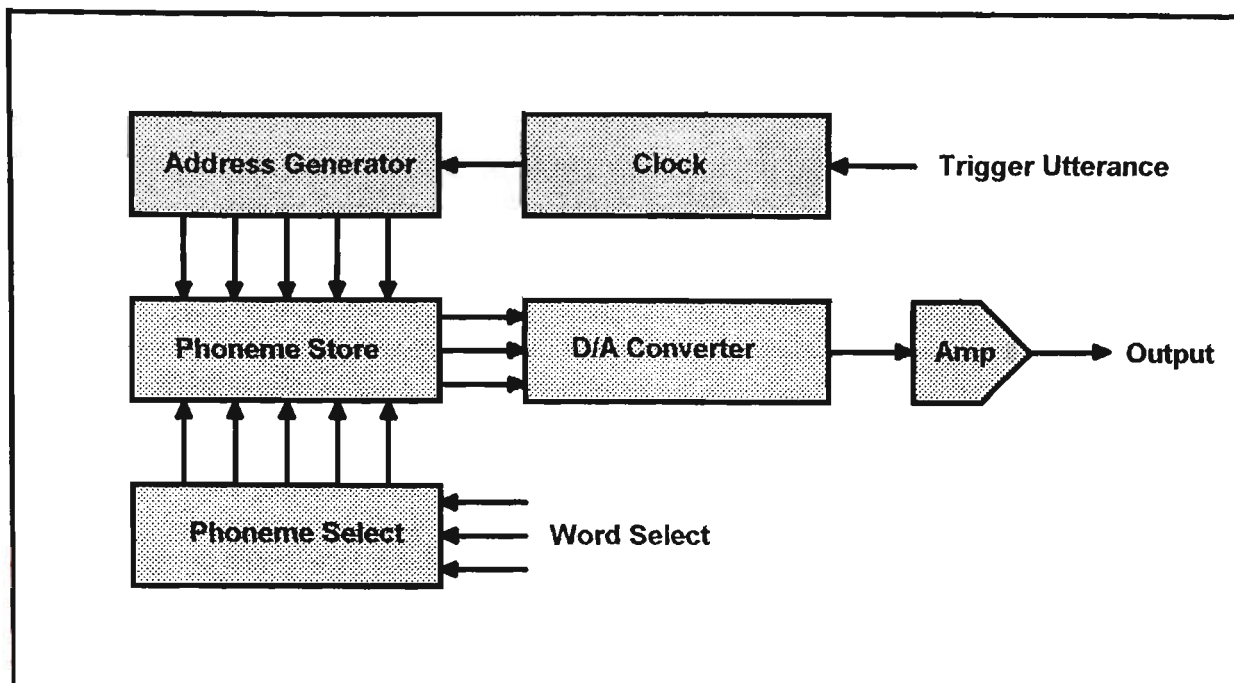 Address Generator
Clock
Trigger Utterance
Phoneme Store
D/A Converter
Amp
Output
Phoneme Select
Word Select